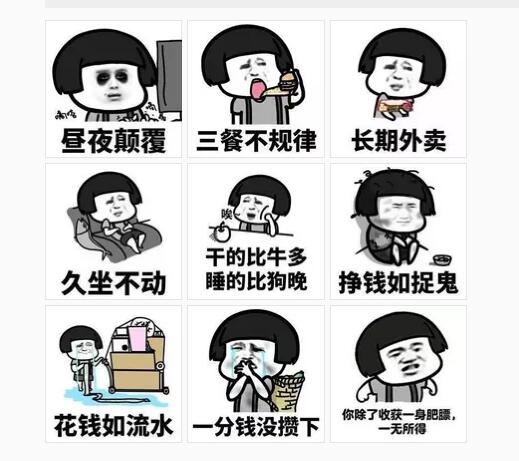 昼夜颠覆
三餐不规律
长期外卖
久坐不动
唉
干的比牛多
睡的比狗晚
挣钱如捉鬼
花钱如流水
一分钱没攒下
你除了收获一身肥膘，
一无所得